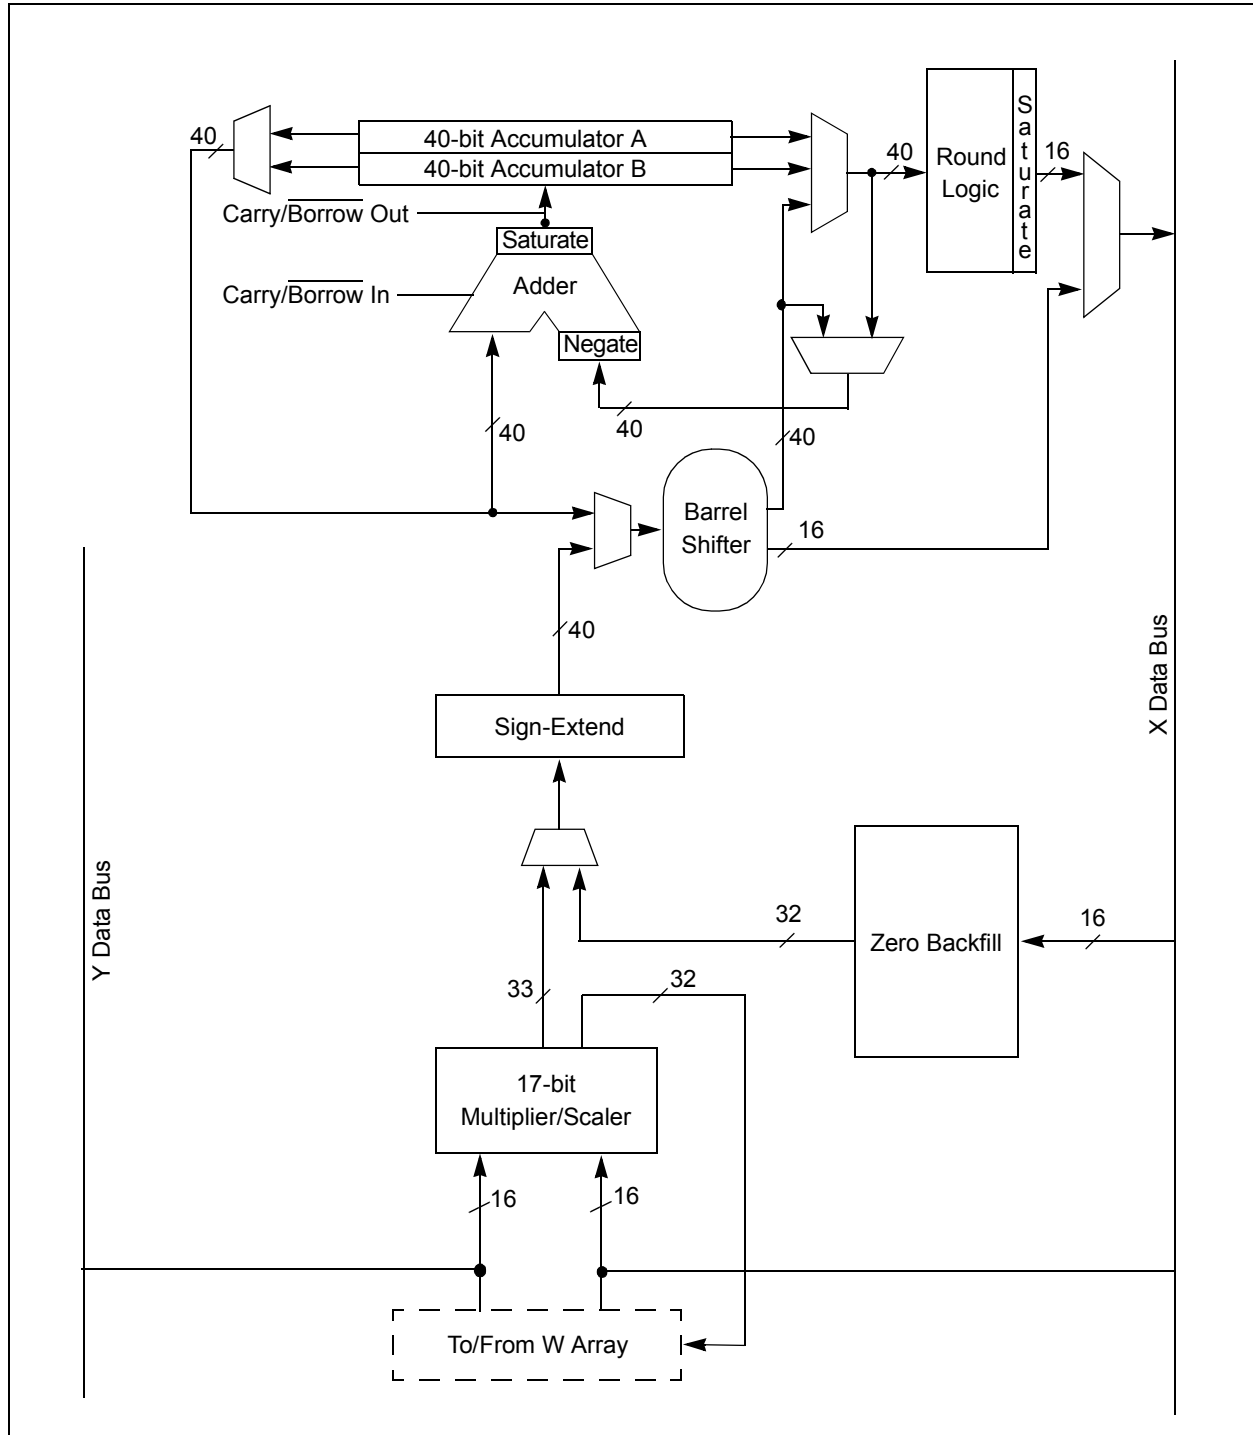 40
40-bit Accumulator A
40-bit Accumulator B
Carry/Borrow Out
Saturate
Carry/Borrow In
Adder
Negate
40
Round
Logic
Saturate
16
40
40
40
Barrel
Shifter
16
40
Sign-Extend
X Data Bus
Y Data Bus
32
Zero Backfill
16
33
32
17-bit
Multiplier/Scaler
16
16
To/From W Array